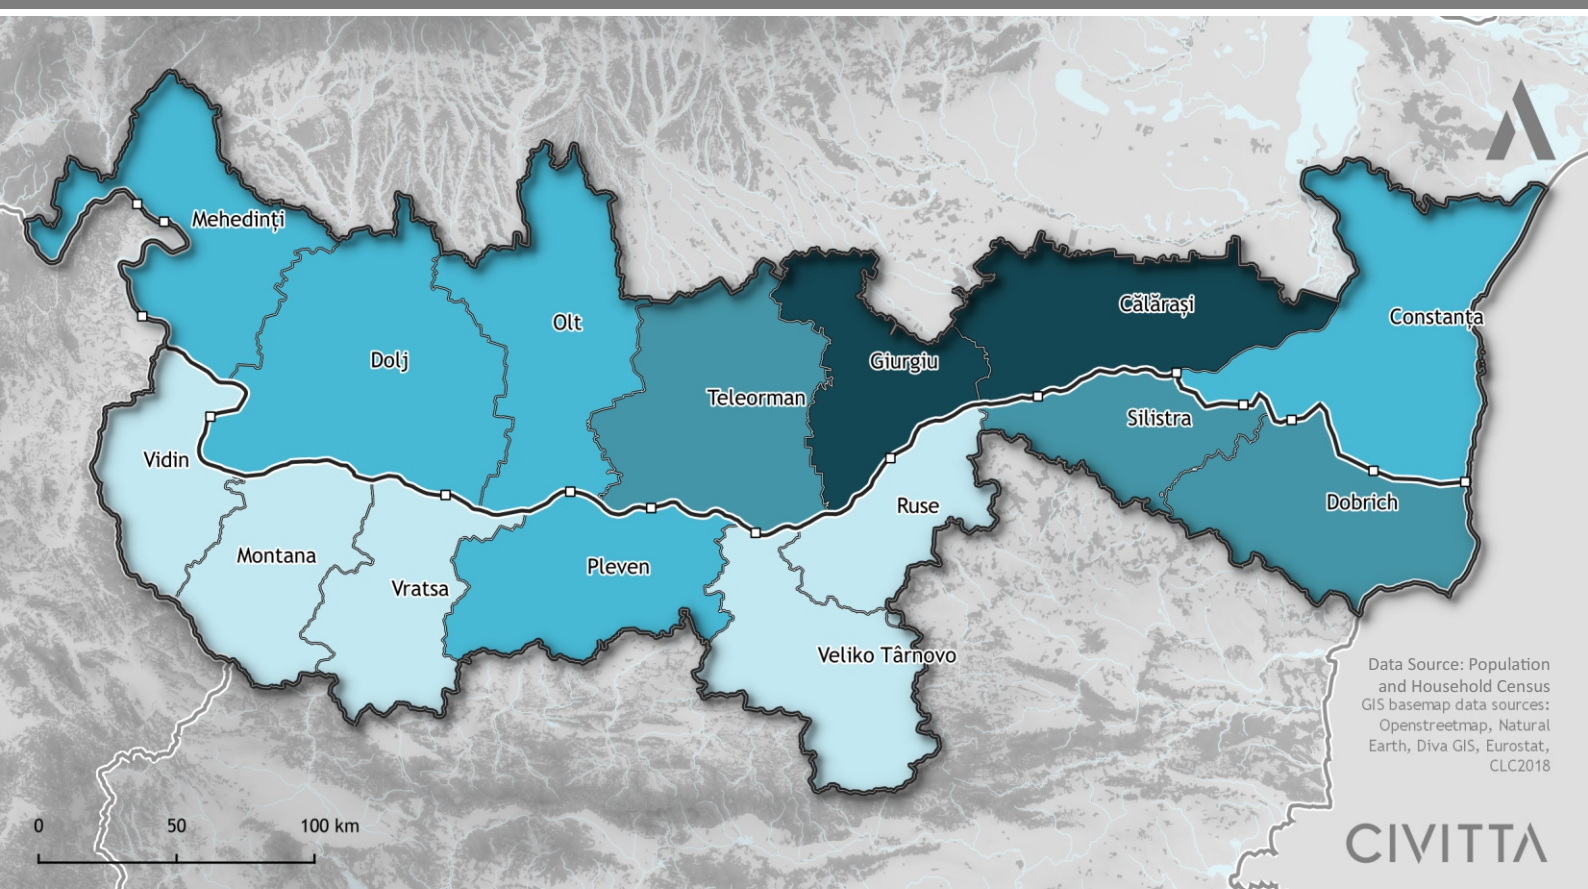 Mehedinți
Olt
Dolj
Călărași
Constanța
Giurgiu
Teleorman
Silistra
Vidin
Dobrich
Ruse
Montana
Pleven
Vratsa
Veliko Târnovo
Data Source: Population
and Household Census
GIS basemap data sources:
Openstreetmap, Natural
Earth, Diva GIS, Eurostat,
CLC2018
0 50 100 km
CIVITTA